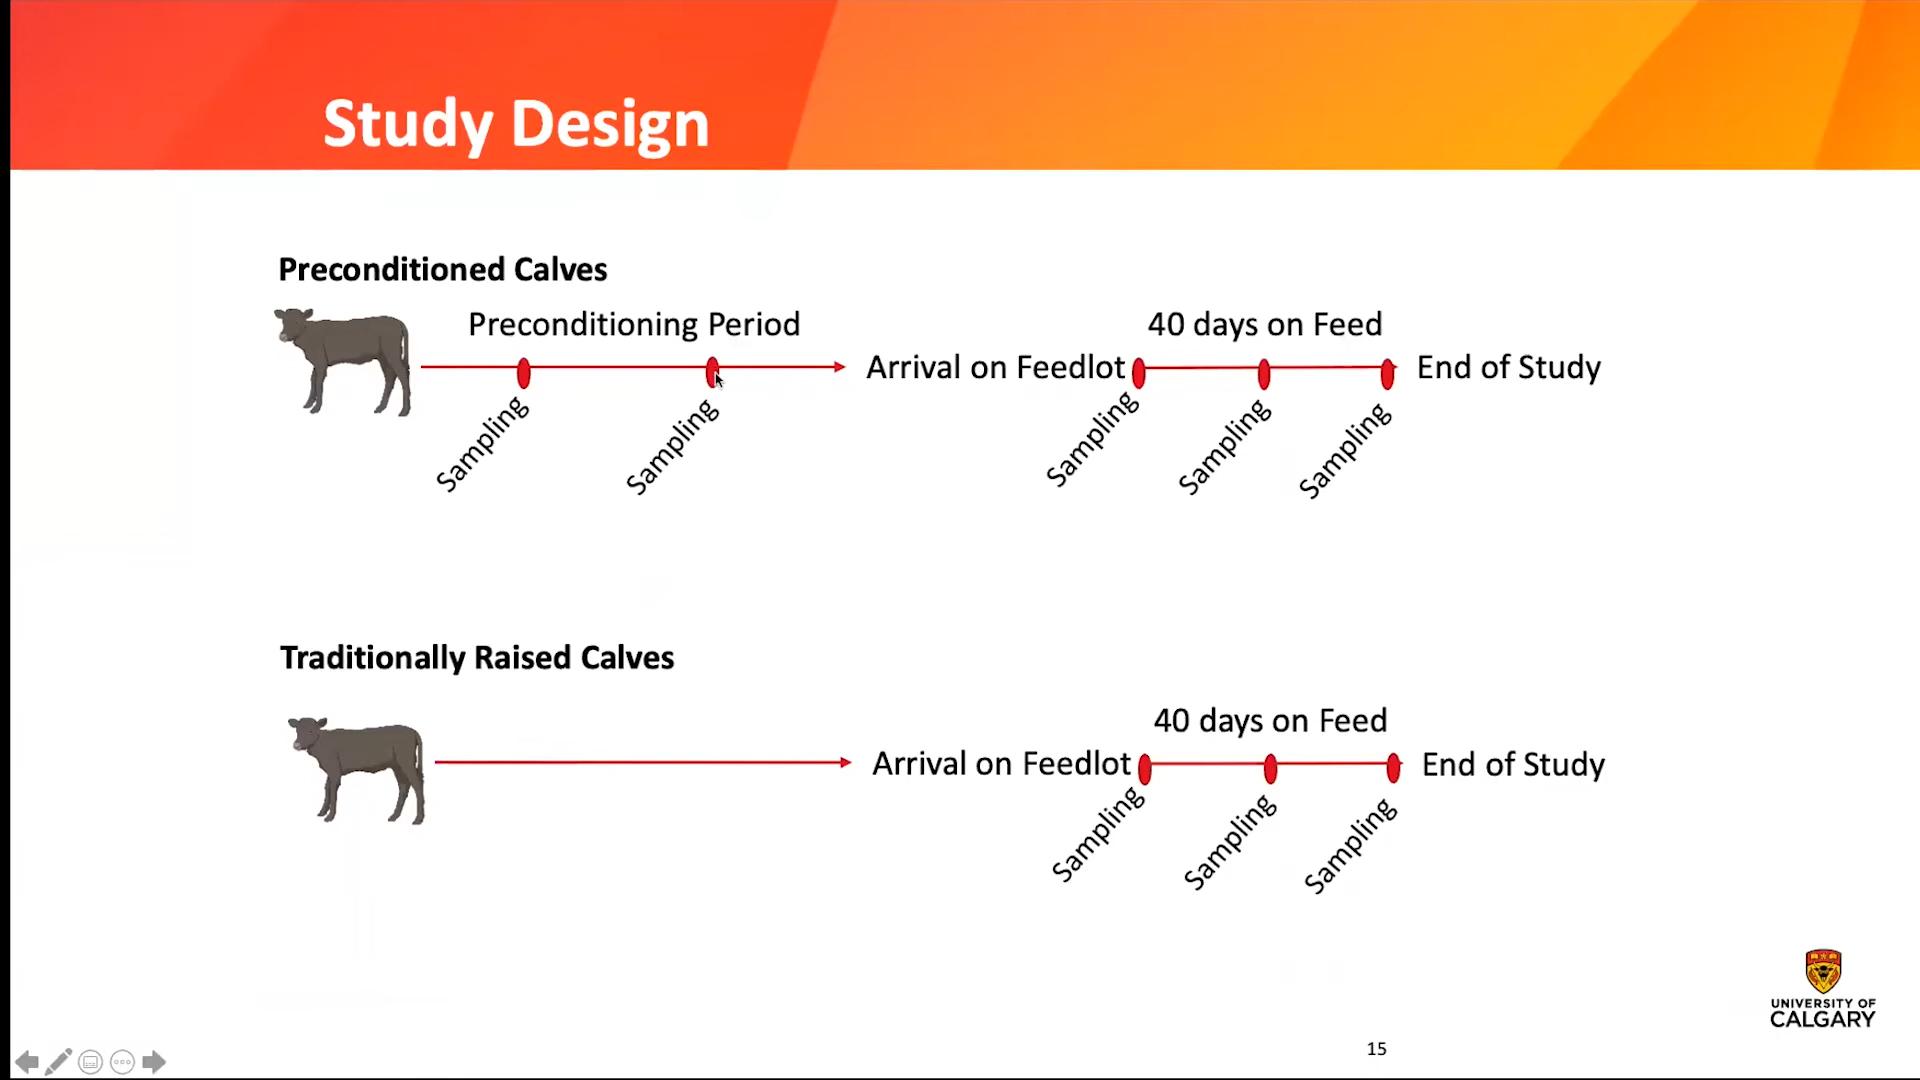 Study Design
Preconditioned Calves
Preconditioning Period
40 days on Feed
Arrival on Feedlot
End of Study
Sampling
Sampling
Sampling
Sampling
Sampling
Traditionally Raised Calves
40 days on Feed
Arrival on Feedlot
End of Study
Sampling
Sampling
Sampling
UNIVERSITY OF
CALGARY
15